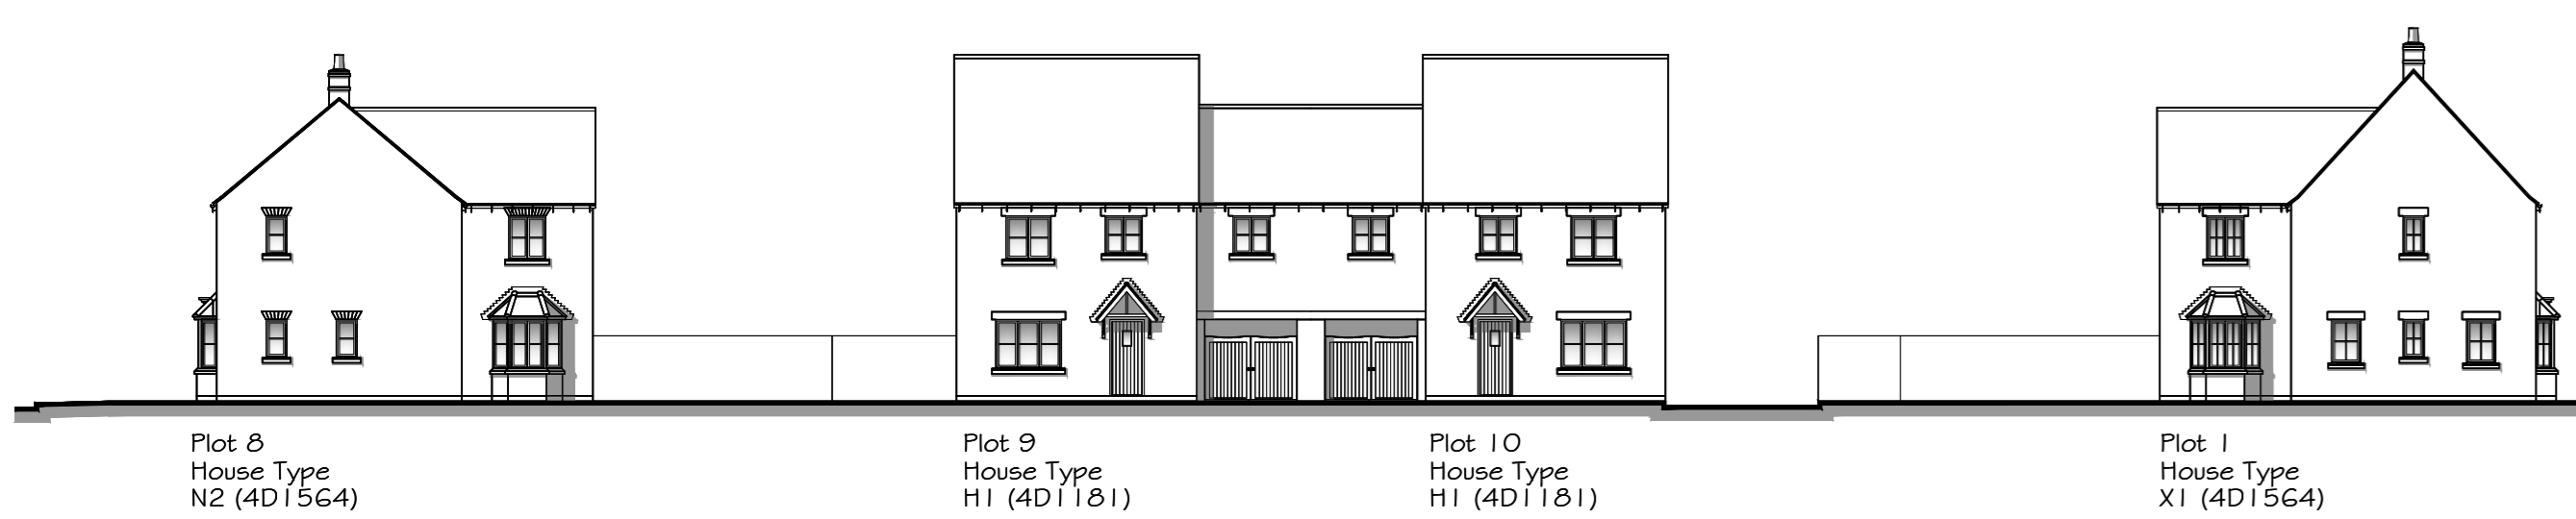 Plot 8
House Type
N2 (4D1564)
Plot 9
House Type
H1 (4D1181)
Plot 10
House Type
H1 (4D1181)
Plot 1
House Type
X1 (4D1564)